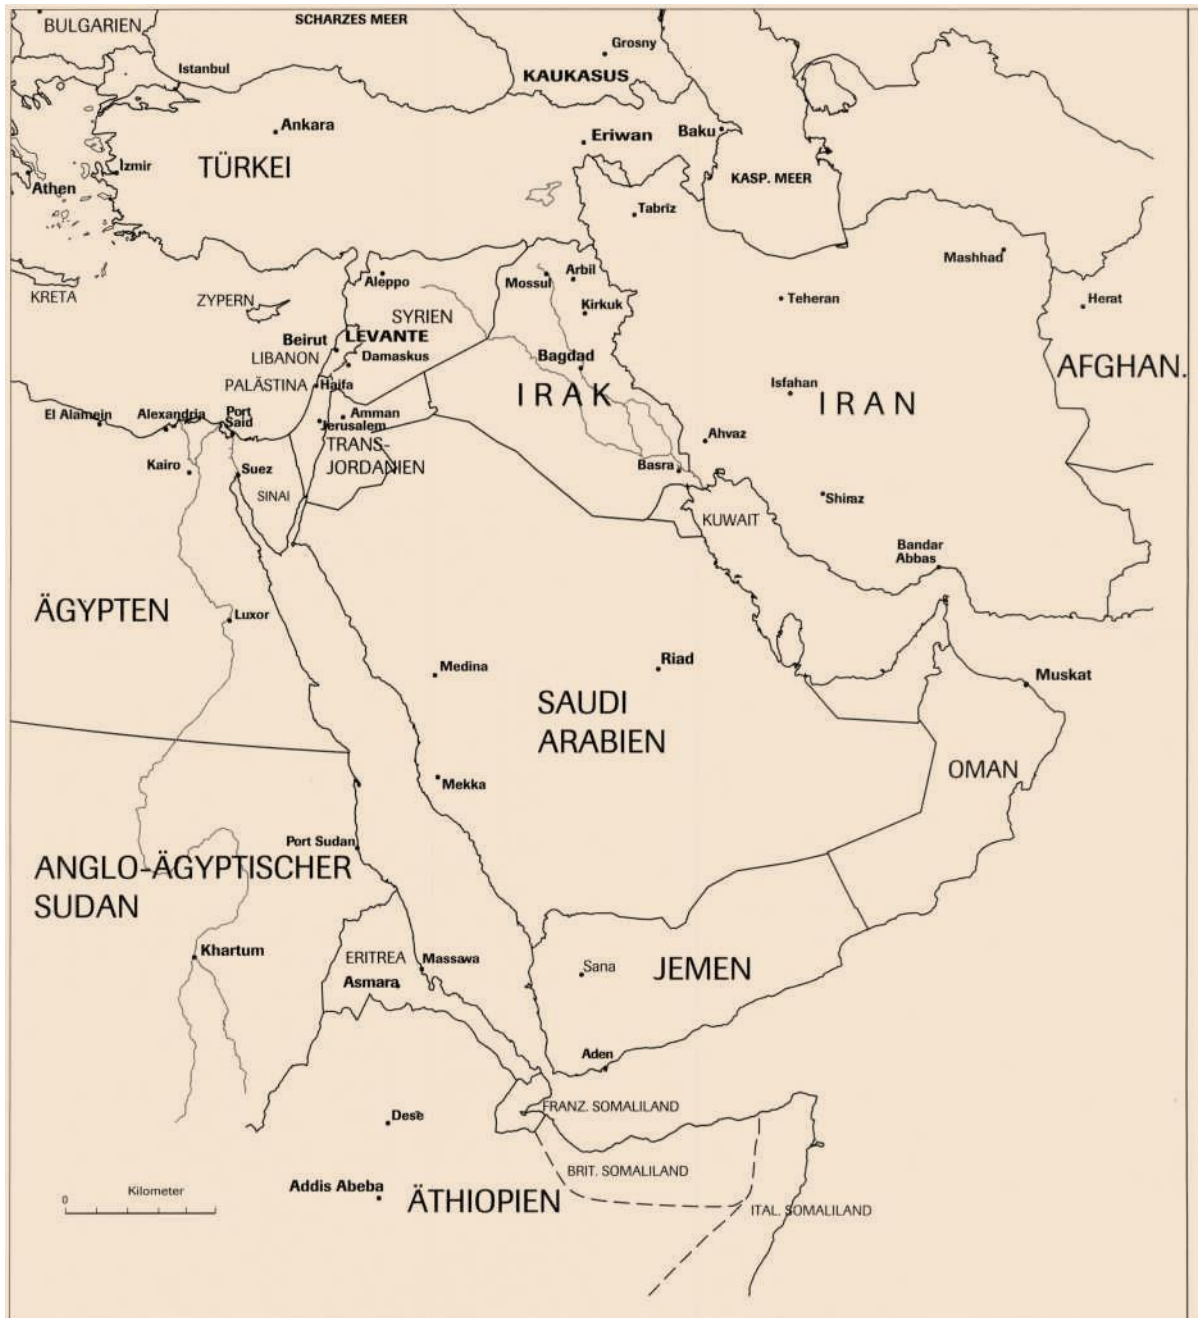 BULGARIEN
SCHARZES MEER
Grosny
Istanbul
KAUKASUS
Ankara
Eriwan
Baku
Izmir
TÜRKEI
KASP. MEER
Athen
Tabriz
Mashhad
Aleppo
Mossul
Arbil
KRETA
ZYPERN
Teheran
Herat
SYRIEN
Kirkuk
Beirut
LEVANTE
LIBANON
Damaskus
Bagdad
AFGHAN.
PALÄSTINA
Haifa
Isfahan
IRAK
IRAN
El Alamein
Alexandria
Port
Said
Amman
Jerusalem
Ahvaz
TRANS-
JORDANIEN
Kairo
Suez
Basra
SINAI
Shiraz
KUWAIT
Bandar
Abbas
ÄGYPTEN
Luxor
Medina
Riad
Muskat
SAUDI
ARABIEN
OMAN
Mekka
Port Sudan
ANGLO-ÄGYPTISCHER
SUDAN
Khartum
ERITREA
Massawa
Sana
JEMEN
Asmara
Aden
FRANZ. SOMALILAND
Dese
BRIT. SOMALILAND
Addis Abeba
ÄTHIOPIEN
ITAL. SOMALILAND
Kilometer
0